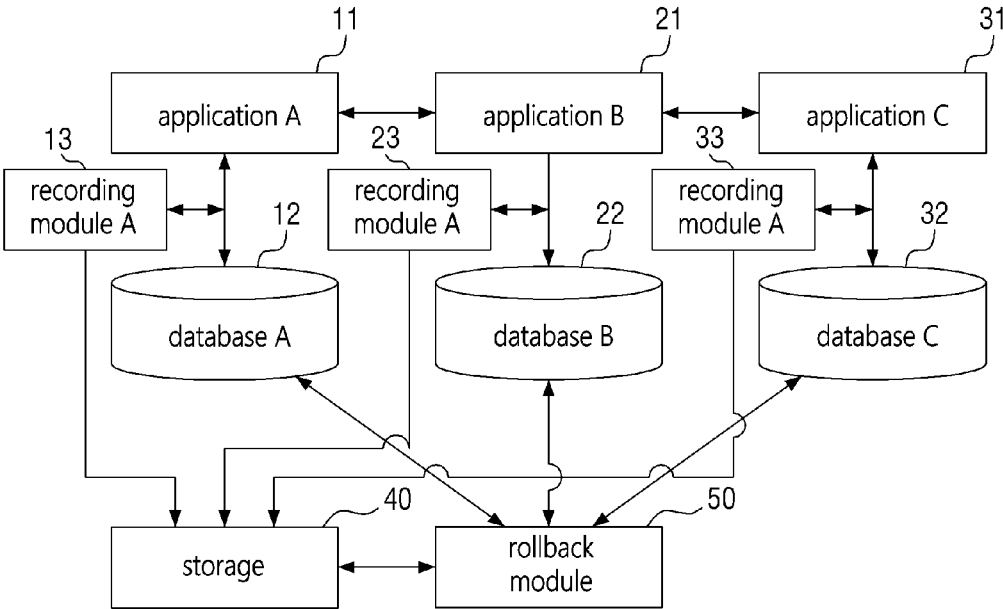 11
21
31
application A
application B
application C
13
23
33
recording
module A
recording
module A
recording
module A
12
22
32
database A
database B
database C
40
50
storage
rollback
module